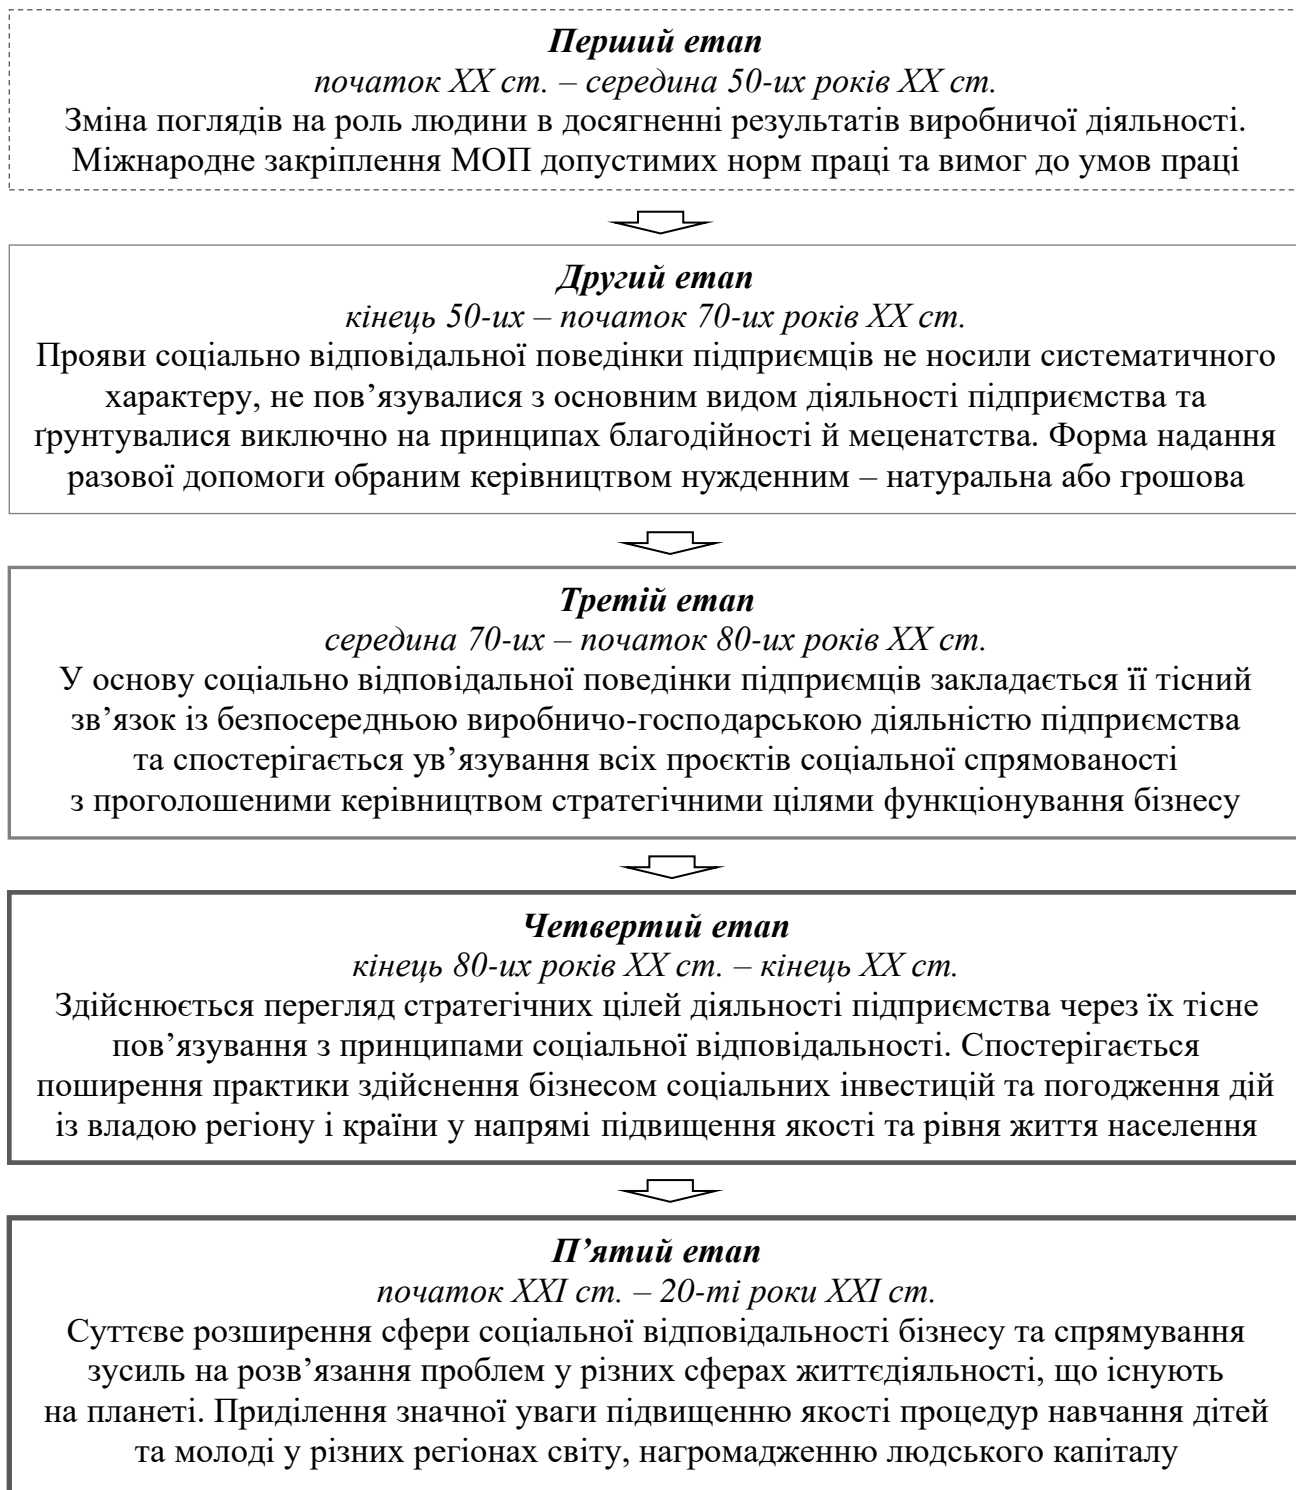 Перший етап
початок ХХ ст. – середина 50-их років ХХ ст.
Зміна поглядів на роль людини в досягненні результатів виробничої діяльності.
Міжнародне закріплення МОП допустимих норм праці та вимог до умов праці
Другий етап
кінець 50-их – початок 70-их років ХХ ст.
Прояви соціально відповідальної поведінки підприємців не носили систематичного
характеру, не пов’язувалися з основним видом діяльності підприємства та
ґрунтувалися виключно на принципах благодійності й меценатства. Форма надання
разової допомоги обраним керівництвом нужденним – натуральна або грошова
Третій етап
середина 70-их – початок 80-их років ХХ ст.
У основу соціально відповідальної поведінки підприємців закладається її тісний
зв’язок із безпосередньою виробничо-господарською діяльністю підприємства
та спостерігається ув’язування всіх проєктів соціальної спрямованості
з проголошеними керівництвом стратегічними цілями функціонування бізнесу
Четвертий етап
кінець 80-их років ХХ ст. – кінець ХХ ст.
Здійснюється перегляд стратегічних цілей діяльності підприємства через їх тісне
пов’язування з принципами соціальної відповідальності. Спостерігається
поширення практики здійснення бізнесом соціальних інвестицій та погодження дій
із владою регіону і країни у напрямі підвищення якості та рівня життя населення
П’ятий етап
початок ХХІ ст. – 20-ті роки ХХІ ст.
Суттєве розширення сфери соціальної відповідальності бізнесу та спрямування
зусиль на розв’язання проблем у різних сферах життєдіяльності, що існують
на планеті. Приділення значної уваги підвищенню якості процедур навчання дітей
та молоді у різних регіонах світу, нагромадженню людського капіталу